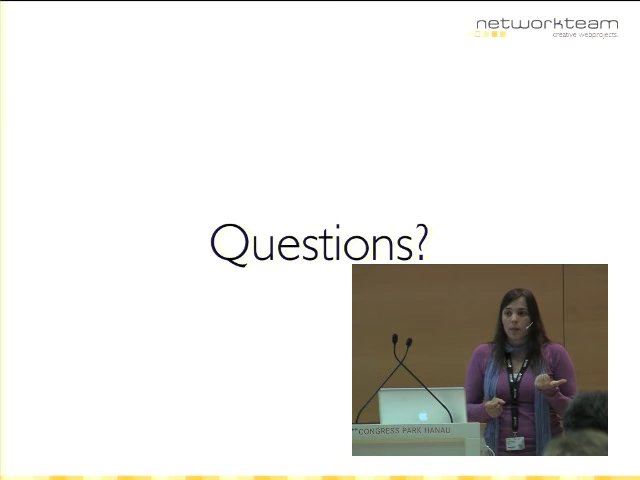 networkteam
creative webprojects.
Questions?
CONGRESS PARK HANAU